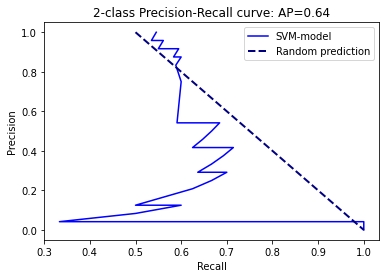 2-class Precision-Recall curve: AP=0.64
SVM-model
Random prediction
Precision
1.0
0.8
0.6
0.4
0.2
0.0
0.3 0.4 0.5 0.6 0.7 0.8 0.9 1.0
Recall